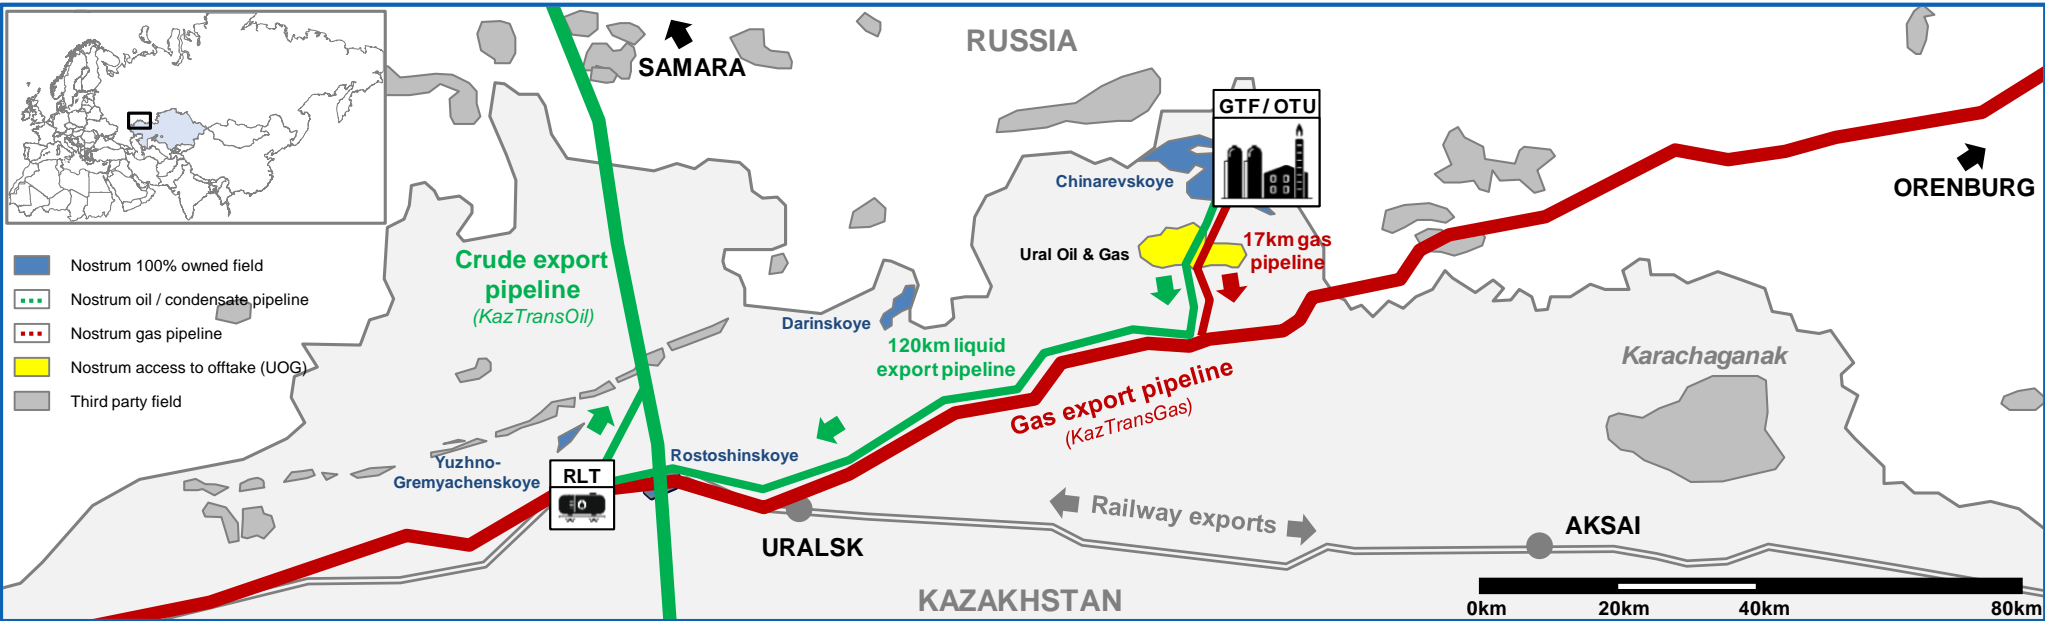 RUSSIA
SAMARA
GTF / OTU
Chinarevskoye
ORENBURG
Ural Oil & Gas
17km gas
pipeline
Crude export
pipeline
(KazTransOil)
Nostrum 100% owned field
Nostrum oil / condensate pipeline
Nostrum gas pipeline
Nostrum access to offtake (UOG)
Third party field
Darinskoye
120km liquid
export pipeline
Karachaganak
Gas export pipeline
(KazTransGas)
Yuzhno-
Gremyachenskoye
Rostoshinskoye
RLT
Railway exports
URALSK
AKSAI
KAZAKHSTAN
0km 20km 40km 80km